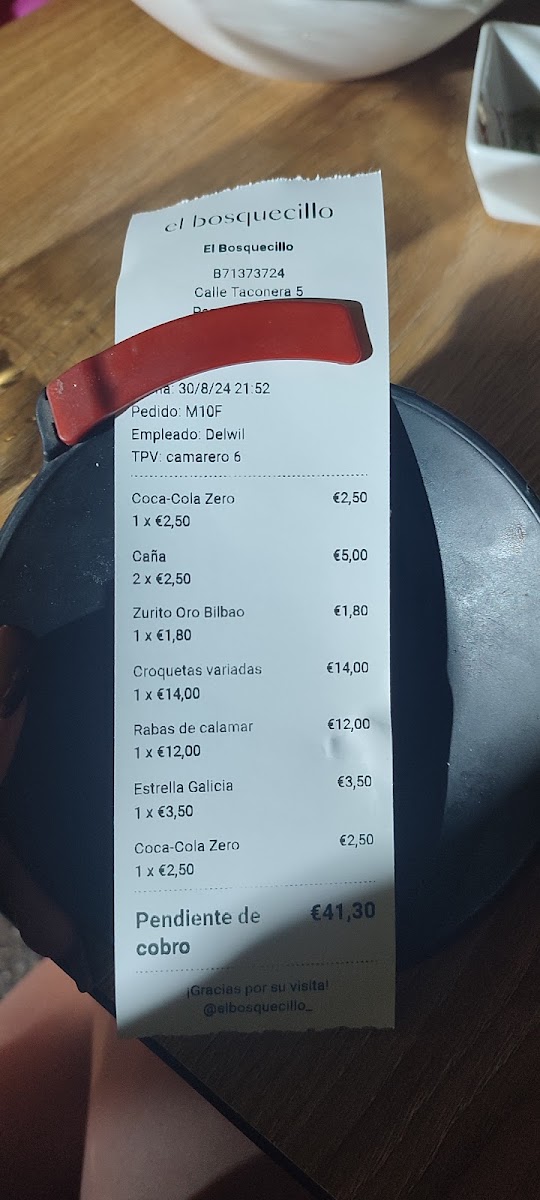 el bosquecillo
El Bosquecillo
B71373724
Calle Taconera 5
30/8/24 21:52
Pedido: M10F
Empleado: Delwil
TPV: camarero 6
Coca-Cola Zero €2,50
1 x €2,50
Caña €5,00
2 x €2,50
Zurito Oro Bilbao €1,80
1 x €1,80
Croquetas variadas €14,00
1 x €14,00
Rabas de calamar €12,00
1 x €12,00
Estrella Galicia €3,50
1 x €3,50
Coca-Cola Zero €2,50
1 x €2,50
Pendiente de €41,30
cobro
¡Gracias por su visita!
@elbosquecillo_